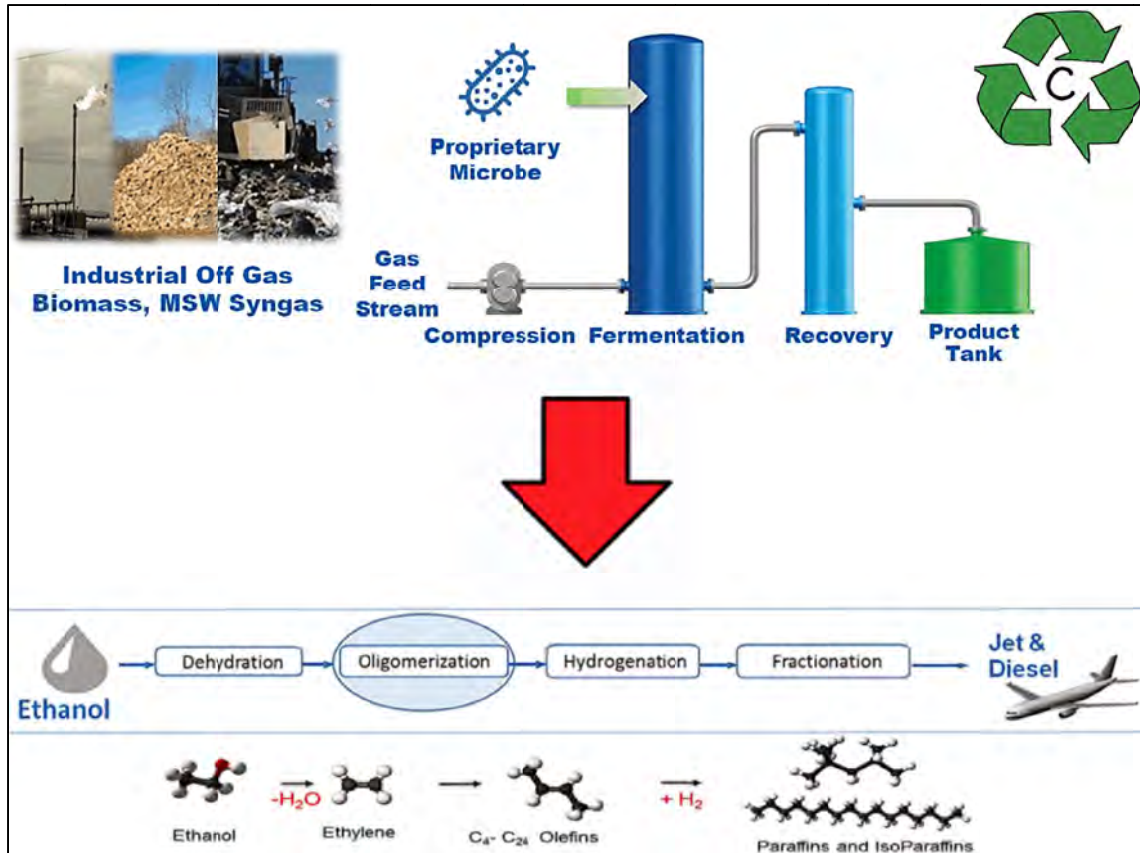 C
Proprietary
Microbe
Industrial Off Gas
Biomass, MSW Syngas
Gas
Feed
Stream
Compression
Fermentation
Recovery
Product
Tank
Ethanol
Dehydration
Oligomerization
Hydrogenation
Fractionation
Jet &
Diesel
-H₂O
+ H₂
Ethanol
Ethylene
C₄- C₂₄ Olefins
Paraffins and IsoParaffins